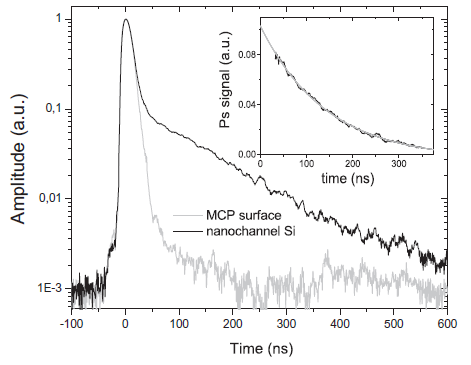 1
0,1
0,01
1E-3
Amplitude (a.u.)
-100 0 100 200 300 400 500 600
Time (ns)
MCP surface
nanochannel Si
0.08
0.04
0.00
Ps signal (a.u.)
0 100 200 300
time (ns)